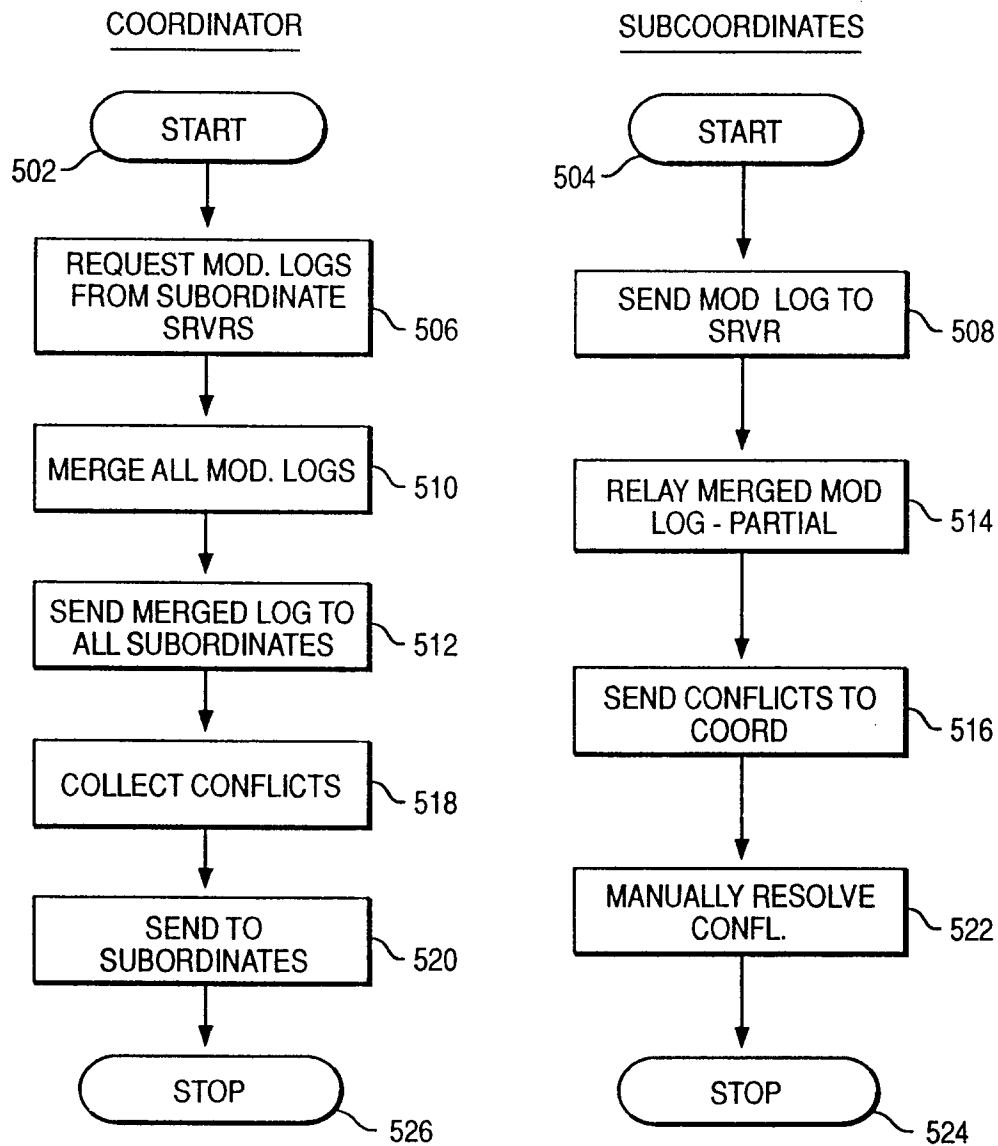 COORDINATOR
START
502
REQUEST MOD. LOGS
FROM SUBORDINATE
SRVRS
506
MERGE ALL MOD. LOGS
510
SEND MERGED LOG TO
ALL SUBORDINATES
512
COLLECT CONFLICTS
518
SEND TO
SUBORDINATES
520
STOP
526
SUBCOORDINATES
START
504
SEND MOD LOG TO
SRVR
508
RELAY MERGED MOD
LOG - PARTIAL
514
SEND CONFLICTS TO
COORD
516
MANUALLY RESOLVE
CONFL.
522
STOP
524